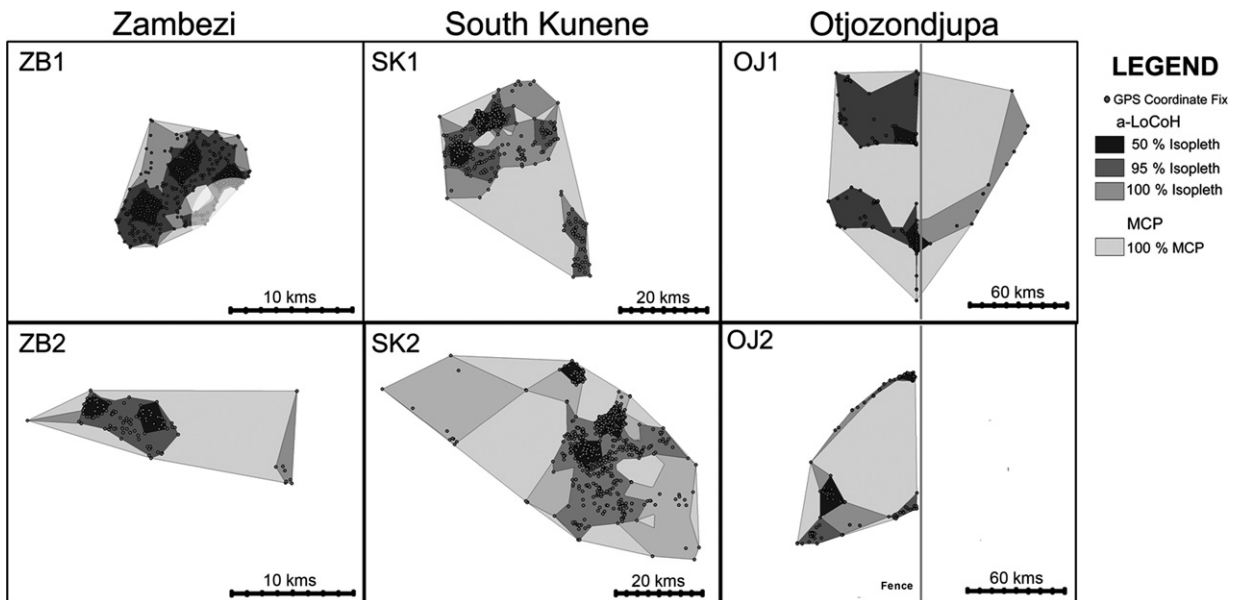 Zambezi
South Kunene
Otjozondjupa
ZB1
10 kms
SK1
20 kms
OJ1
60 kms
LEGEND
GPS Coordinate Fix
a-LoCoH
50 % Isopleth
95 % Isopleth
100 % Isopleth
MCP
100 % MCP
ZB2
10 kms
SK2
20 kms
OJ2
Fence
60 kms